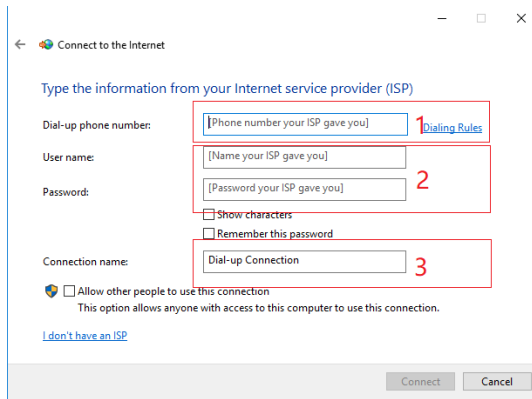 Connect to the Internet
Type the information from your Internet service provider (ISP)
Dial-up phone number: [Phone number your ISP gave you] 1 Dialing Rules
User name: [Name your ISP gave you]
2
Password: [Password your ISP gave you]
Show characters
Remember this password
Connection name: Dial-up Connection 3
Allow other people to use this connection
This option allows anyone with access to this computer to use this connection.
I don't have an ISP
Connect Cancel